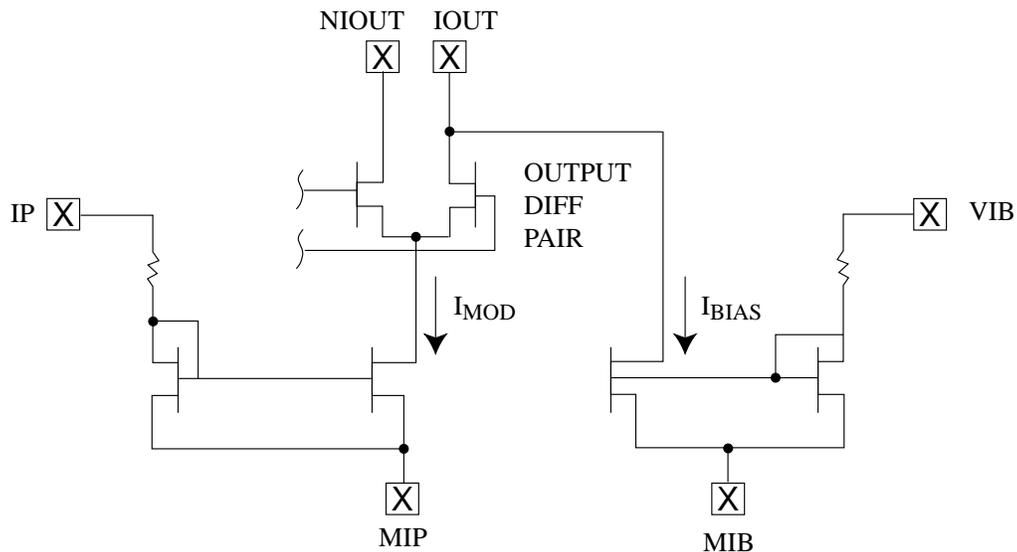 NIOUT IOUT
X X
OUTPUT
DIFF
PAIR
IP X
X VIB
IMOD
IBIAS
X
X
MIP
MIB